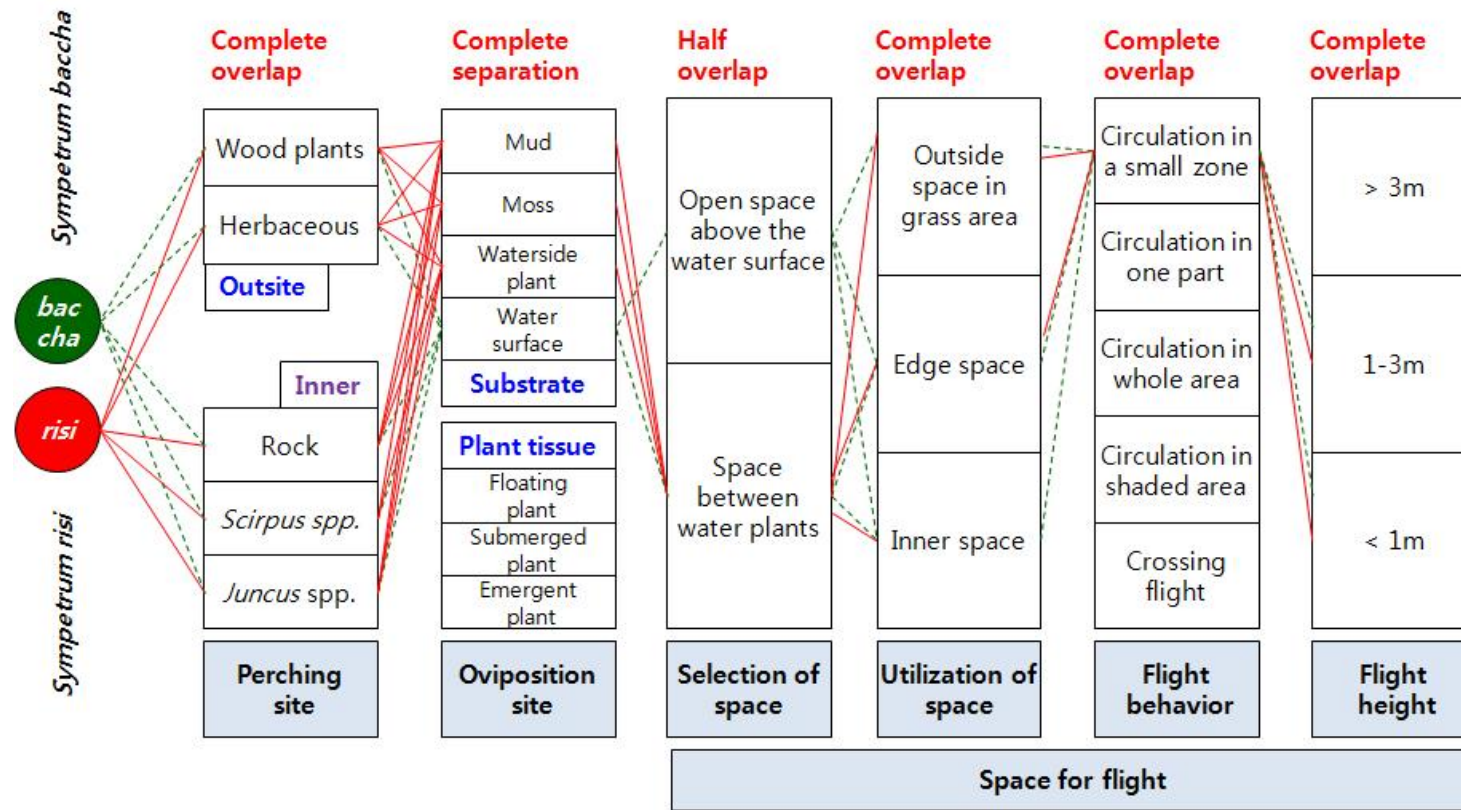 Sympetrum baccha
Sympetrum risi
bac
cha
risi
Complete
overlap
Wood plants
Herbaceous
Outsite
Inner
Rock
Scirpus spp.
Juncus spp.
Perching
site
Complete
separation
Mud
Moss
Waterside
plant
Water
surface
Substrate
Plant tissue
Floating
plant
Submerged
plant
Emergent
plant
Oviposition
site
Half
overlap
Open space
above the
water surface
Space
between
water plants
Selection of
space
Complete
overlap
Outside
space in
grass area
Edge space
Inner space
Utilization of
space
Complete
overlap
Circulation in
a small zone
Circulation in
one part
Circulation in
whole area
Circulation in
shaded area
Crossing
flight
Flight
behavior
Complete
overlap
> 3m
1-3m
< 1m
Flight
height
Space for flight